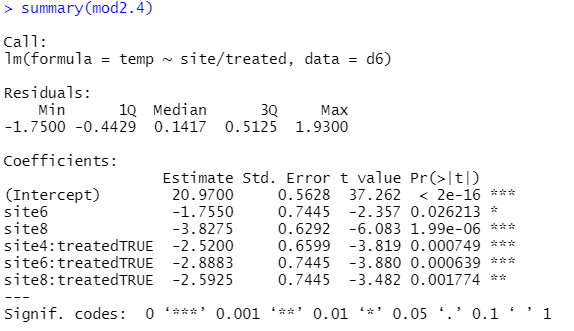 > summary(mod2.4)
Call:
lm(formula = temp ~ site/treated, data = d6)
Residuals:
Min 1Q Median 3Q Max
-1.7500 -0.4429 0.1417 0.5125 1.9300
Coefficients:
Estimate Std. Error t value Pr(>|t|)
(Intercept) 20.9700 0.5628 37.262 < 2e-16 ***
site6 -1.7550 0.7445 -2.357 0.026213 *
site8 -3.8275 0.6292 -6.083 1.99e-06 ***
site4:treatedTRUE -2.5200 0.6599 -3.819 0.000749 ***
site6:treatedTRUE -2.8883 0.7445 -3.880 0.000639 ***
site8:treatedTRUE -2.5925 0.7445 -3.482 0.001774 **
---
Signif. codes: 0 ‘***’ 0.001 ‘**’ 0.01 ‘*’ 0.05 ‘.’ 0.1 ‘ ’ 1